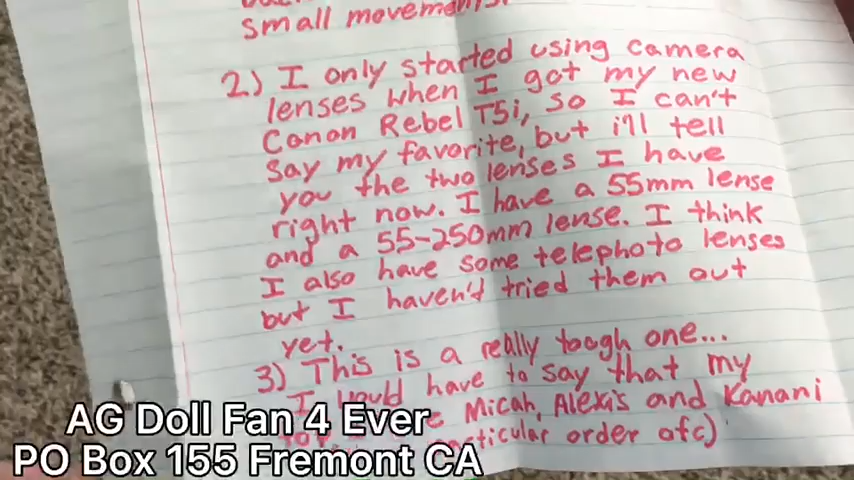 small movements.
2) I only started using camera
lenses when I got my new
Canon Rebel T5i, so I can't
say my favorite, but i'll tell
you the two lenses I have
right now. I have a 55mm lense
and a 55-250mm lense. I think
I also have some telephoto lenses
but I haven'd tried them out
yet.
3) This is a really tough one...
I would have to say that my
Micah, Alexis and Kanani
particular order ofc)
AG Doll Fan 4 Ever
PO Box 155 Fremont CA